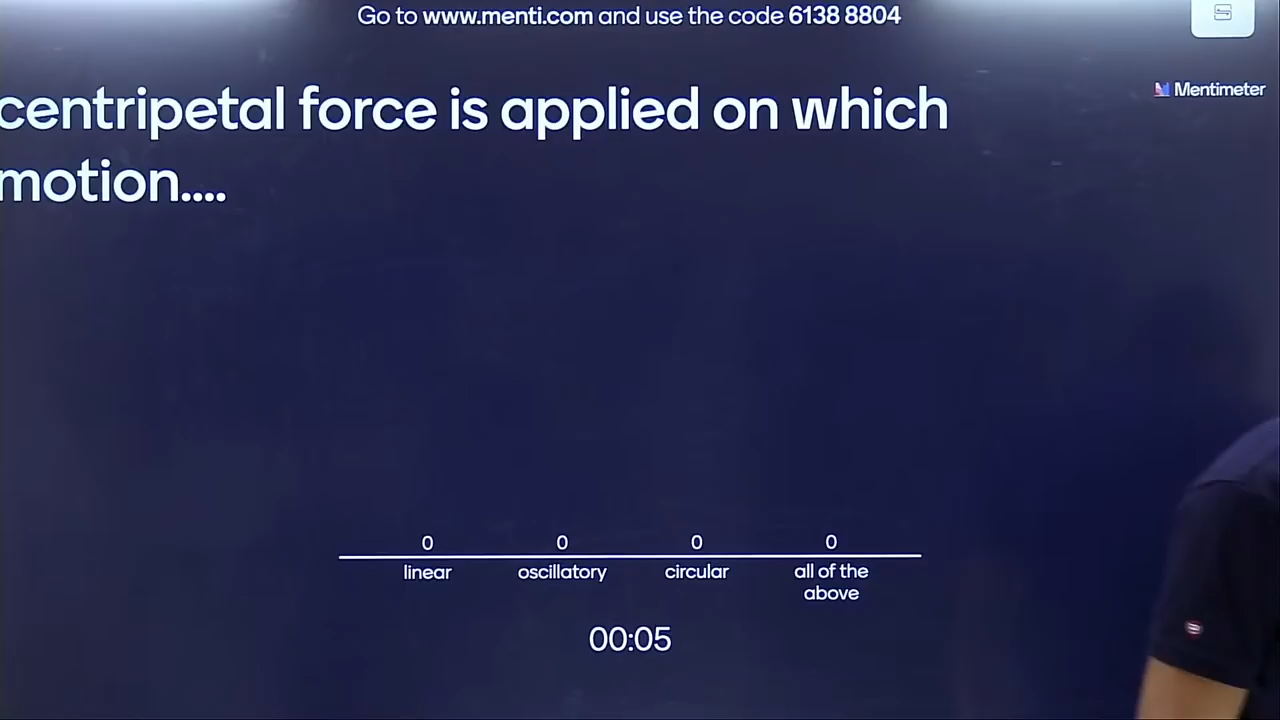 Go to www.menti.com and use the code 6138 8804
Mentimeter
centripetal force is applied on which
motion....
0
0
0
0
linear
oscillatory
circular
all of the
above
00:05